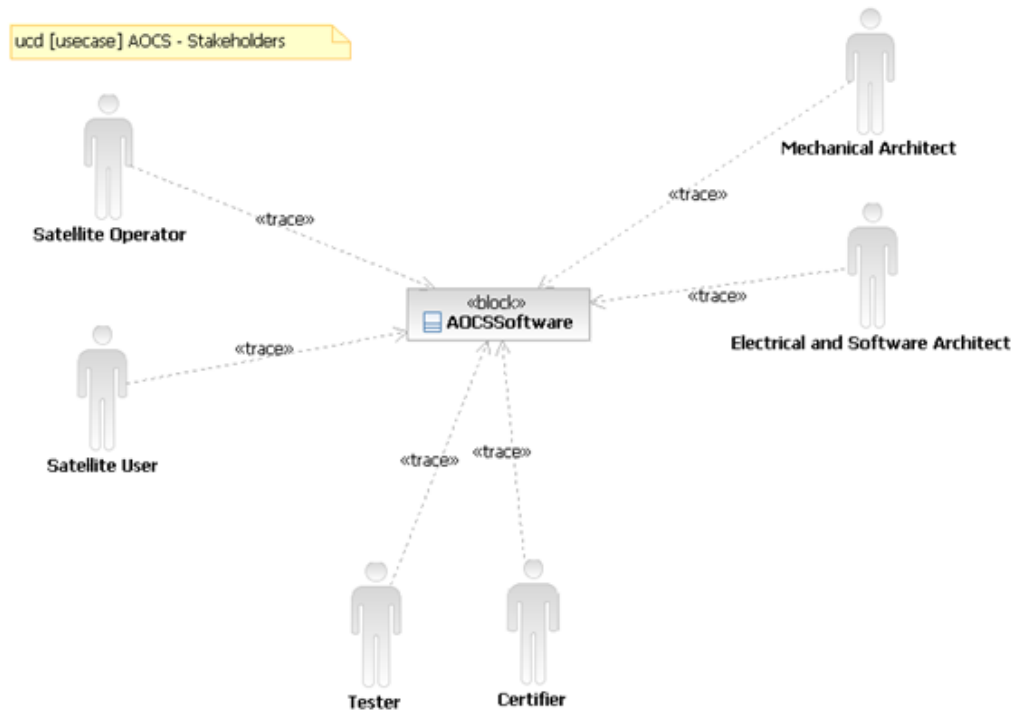 ucd [usecase] AOCS - Stakeholders
Mechanical Architect
«trace»
Satellite Operator
«trace»
Electrical and Software Architect
«trace»
«block»
AOCSSoftware
Satellite User
«trace»
«trace»
«trace»
Tester
Certifier